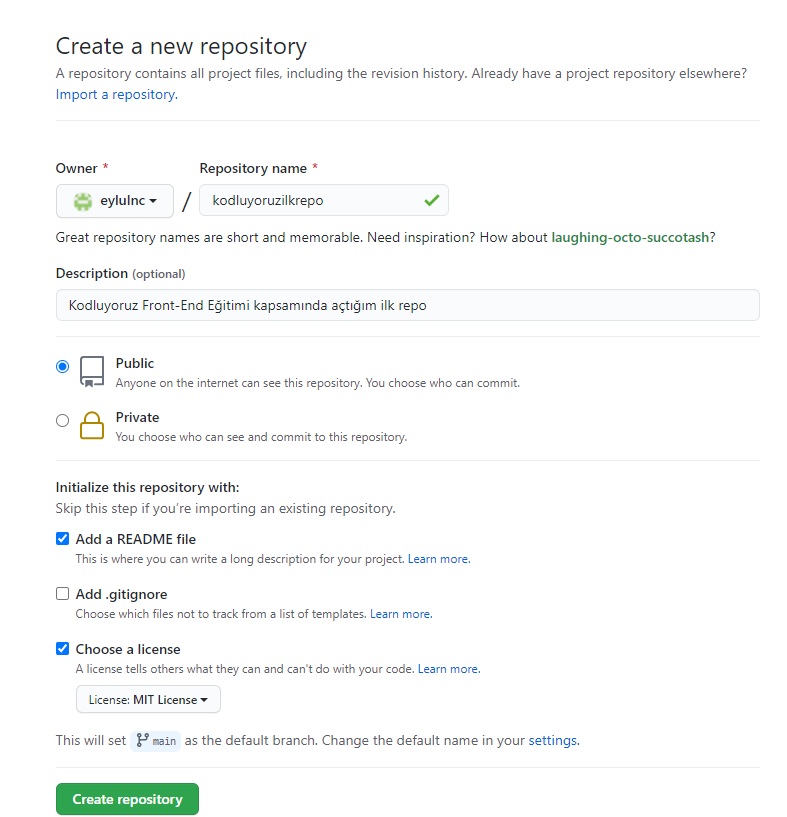 Create a new repository
A repository contains all project files, including the revision history. Already have a project repository elsewhere?
Import a repository.
Owner * Repository name *
eylulnc / kodluyoruzilkrepo
Great repository names are short and memorable. Need inspiration? How about laughing-octo-succotash?
Description (optional)
Kodluyoruz Front-End Eğitimi kapsamında açtığım ilk repo
Public
Anyone on the internet can see this repository. You choose who can commit.
Private
You choose who can see and commit to this repository.
Initialize this repository with:
Skip this step if you're importing an existing repository.
Add a README file
This is where you can write a long description for your project. Learn more.
Add .gitignore
Choose which files not to track from a list of templates. Learn more.
Choose a license
A license tells others what they can and can't do with your code. Learn more.
License: MIT License
This will set main as the default branch. Change the default name in your settings.
Create repository